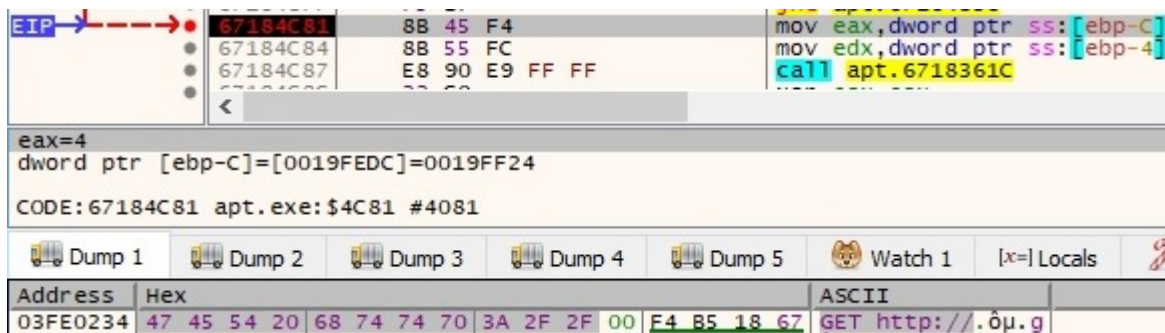 EIP 67184C81 8B 45 F4 mov eax,dword ptr ss:[ebp-C]
67184C84 8B 55 FC mov edx,dword ptr ss:[ebp-4]
67184C87 E8 90 E9 FF FF call apt.6718361C
eax=4
dword ptr [ebp-C]=[0019FEDC]=0019FF24
CODE:67184C81 apt.exe:$4C81 #4081
Dump 1 Dump 2 Dump 3 Dump 4 Dump 5 Watch 1 [x=] Locals
Address Hex ASCII
03FE0234 47 45 54 20 68 74 74 70 3A 2F 2F 00 F4 B5 18 67 GET http://.ôµ.g